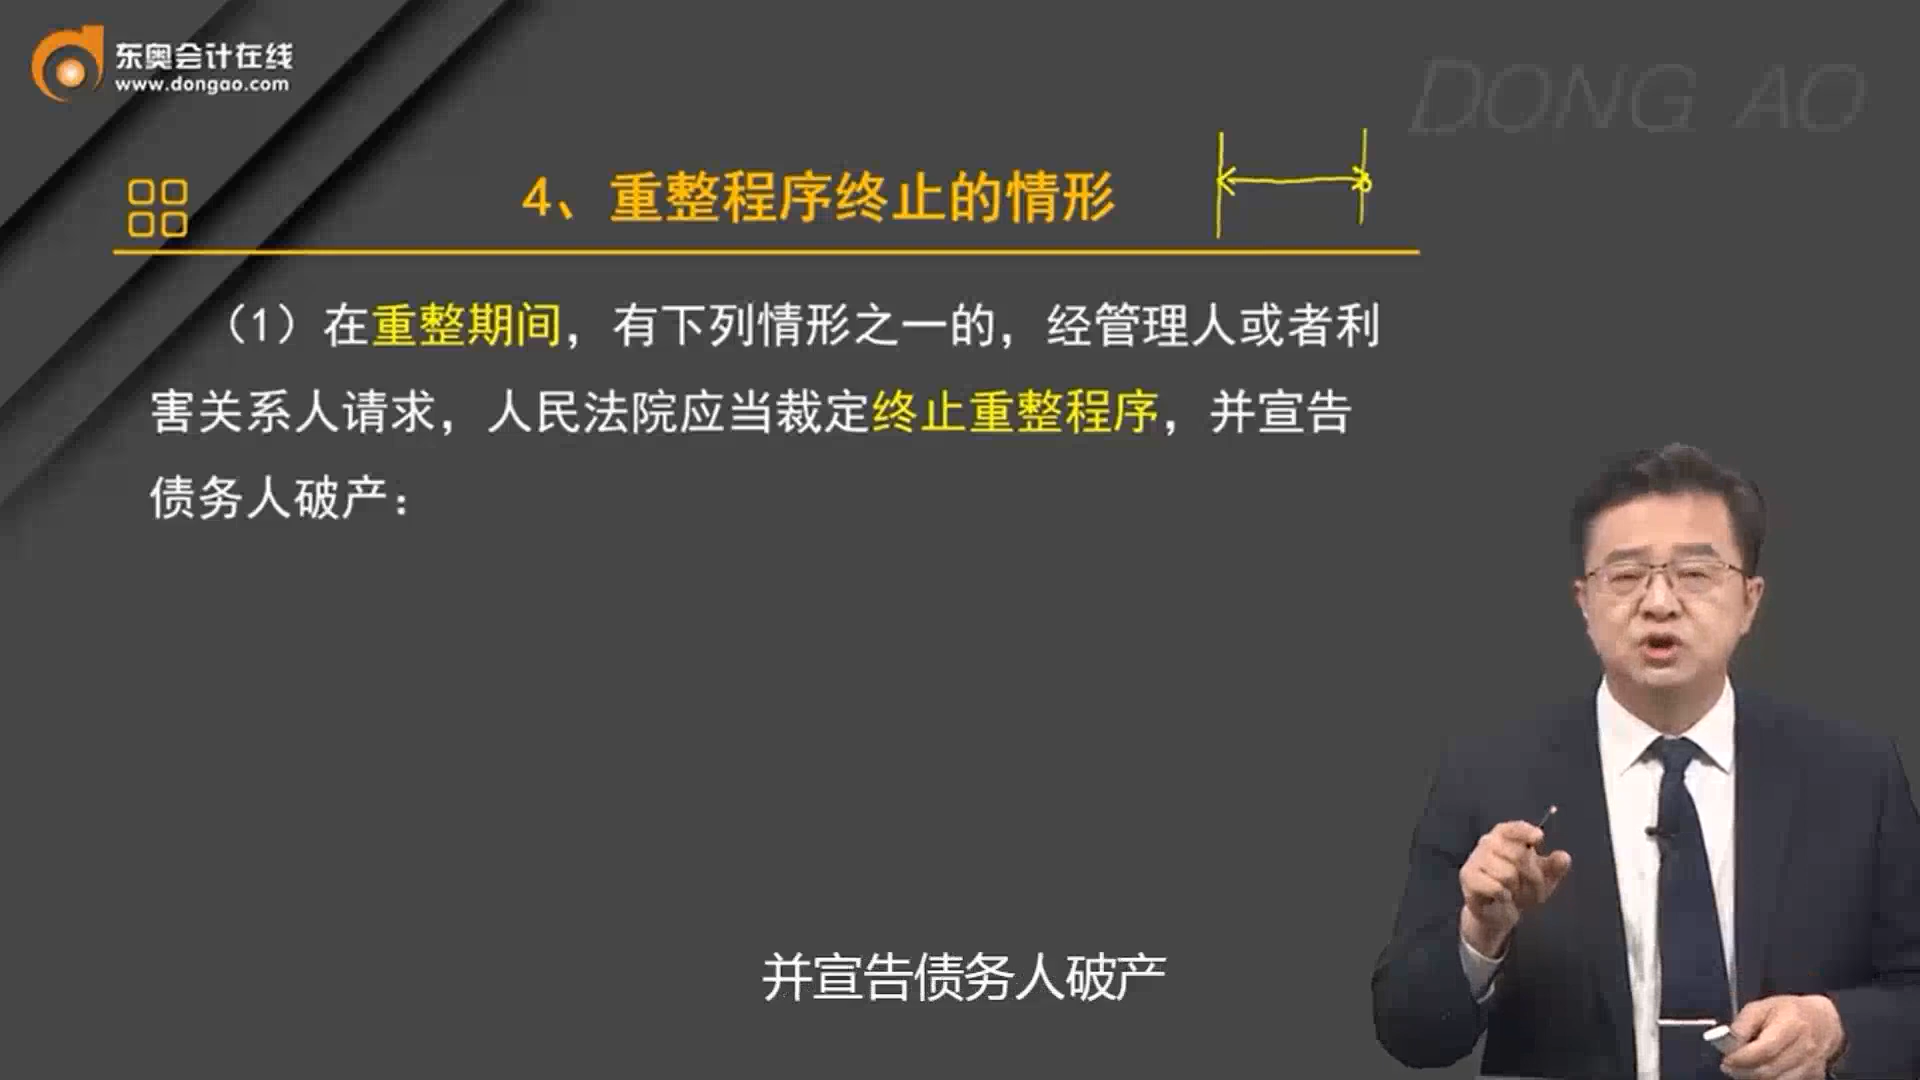 东奥会计在线
www.dongao.com
DONG AO
4、重整程序终止的情形
（1）在重整期间，有下列情形之一的，经管理人或者利
害关系人请求，人民法院应当裁定终止重整程序，并宣告
债务人破产：
并宣告债务人破产